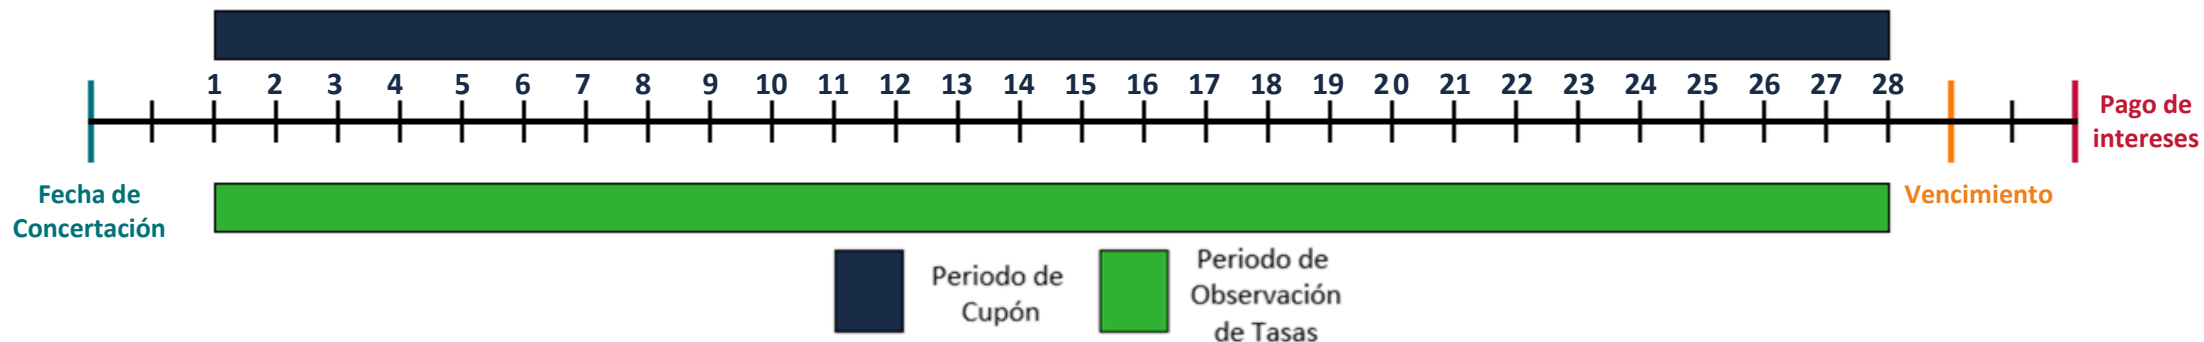 1 2 3 4 5 6 7 8 9 10 11 12 13 14 15 16 17 18 19 20 21 22 23 24 25 26 27 28
Pago de
intereses
Fecha de
Concertación
Vencimiento
Periodo de
Cupón
Periodo de
Observación
de Tasas